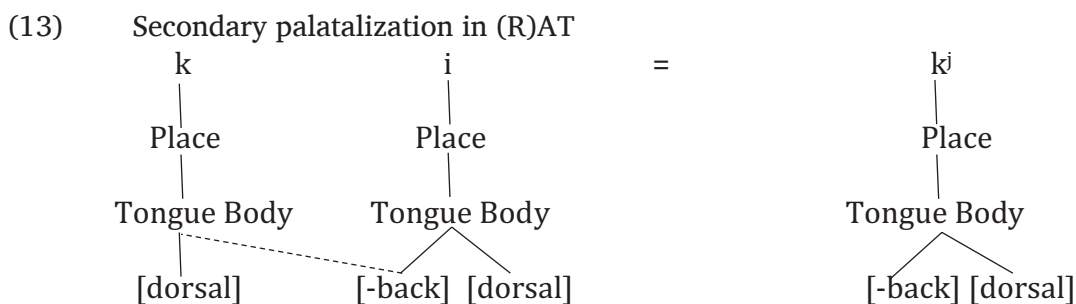 (13) Secondary palatalization in (R)AT
k i = kʲ
Place Place Place
Tongue Body Tongue Body Tongue Body
[dorsal] [-back] [dorsal] [-back] [dorsal]